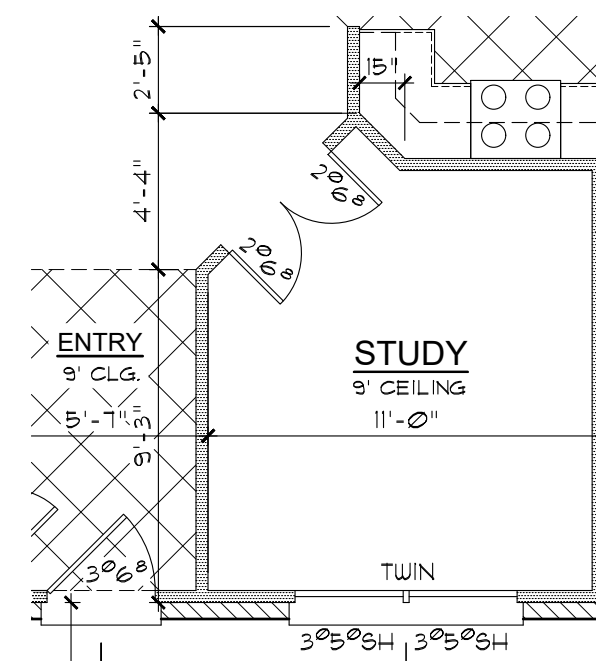 2'-5"
15"
4'-4"
2⁰6⁸
2⁰6⁸
ENTRY
9' CLG.
5'-7"
9'-3"
STUDY
9' CEILING
11'-0"
3⁰6⁸
TWIN
3⁰5⁰SH 3⁰5⁰SH